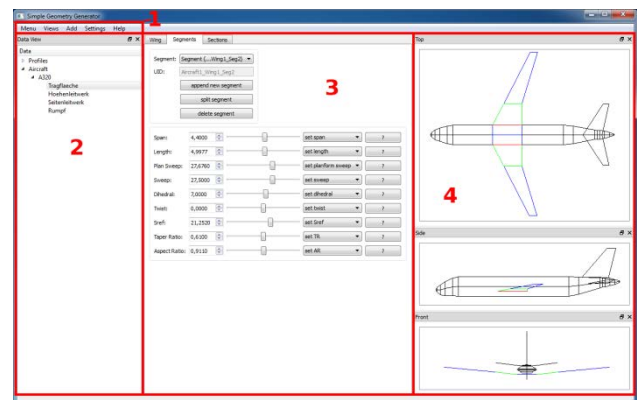 Simple Geometry Generator
1
Menu Views Add Settings Help
Data View
Data
Profiles
Aircraft
A320
Tragflaeche
Hoehenleitwerk
Seitenleitwerk
Rumpf
2
Wing Segments Sections
Segment: Segment (...Wing1_Seg2)
UID: Aircraft1_Wing1_Seg2
append new segment
split segment
delete segment
3
Span: 4,4000 set span ?
Length: 4,9977 set length ?
Plan Sweep: 27,6760 set planform sweep ?
Sweep: 27,5000 set sweep ?
Dihedral: 7,0000 set dihedral ?
Twist: 0,0000 set twist ?
Sref: 21,2520 set Sref ?
Taper Ratio: 0,6100 set TR ?
Aspect Ratio: 0,9110 set AR ?
Top
4
Side
Front